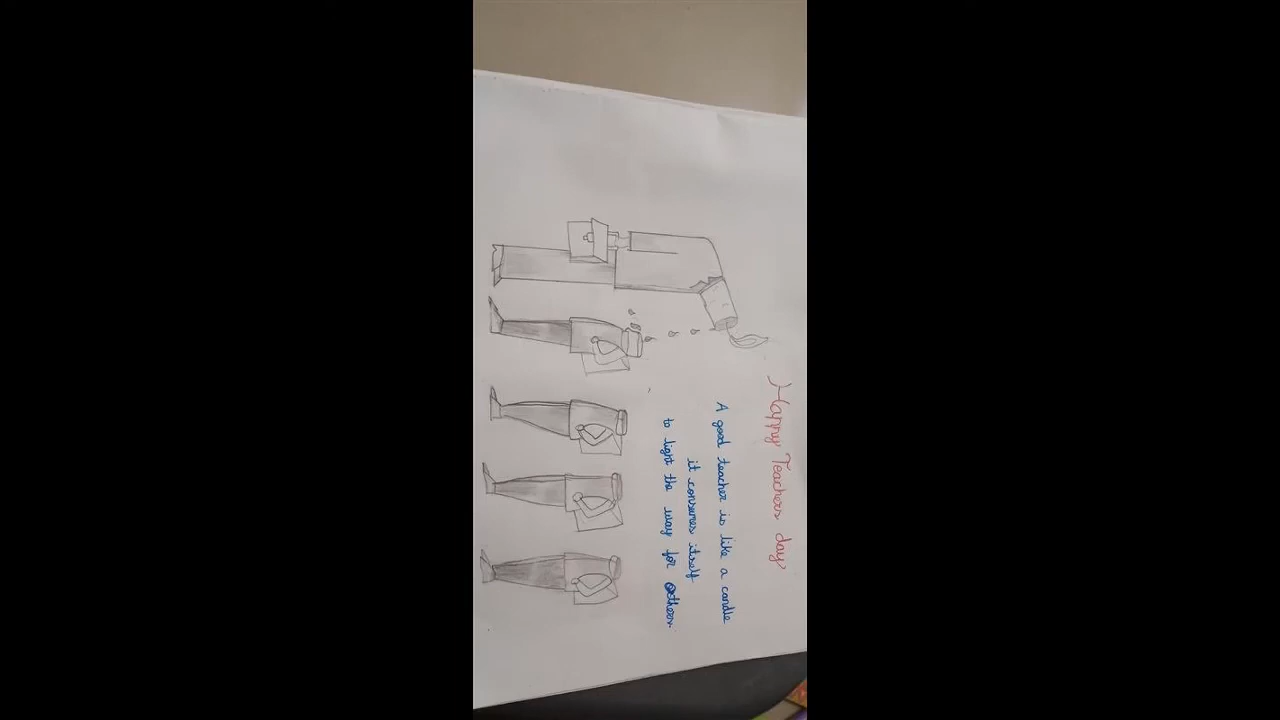 Happy Teachers day
A good teacher is like a candle
it consumes itself
to light the way for others.